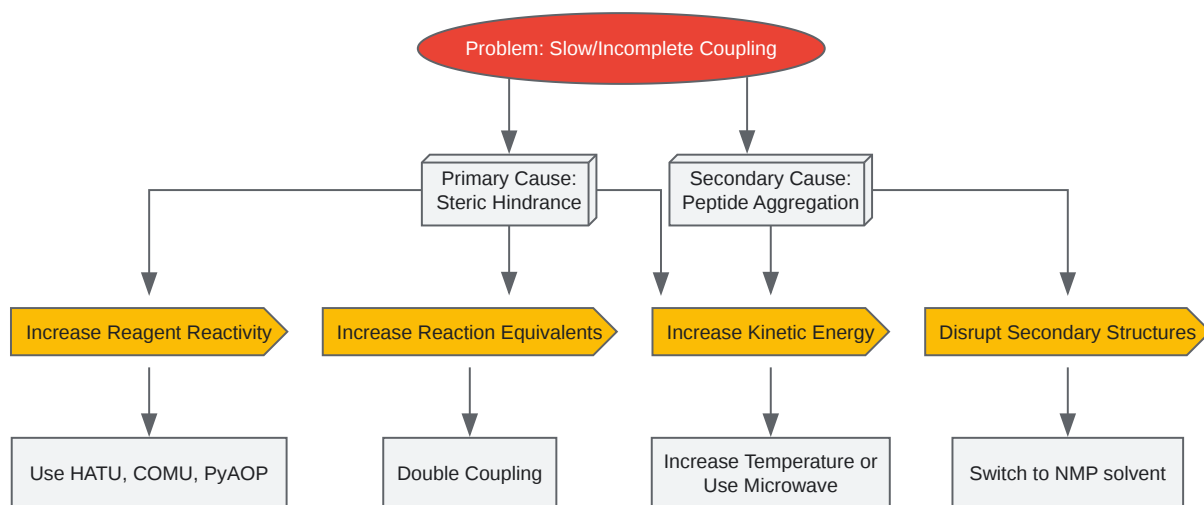 Problem: Slow/Incomplete Coupling
Primary Cause:
Steric Hindrance
Secondary Cause:
Peptide Aggregation
Increase Reagent Reactivity
Increase Reaction Equivalents
Increase Kinetic Energy
Disrupt Secondary Structures
Use HATU, COMU, PyAOP
Double Coupling
Increase Temperature or
Use Microwave
Switch to NMP solvent